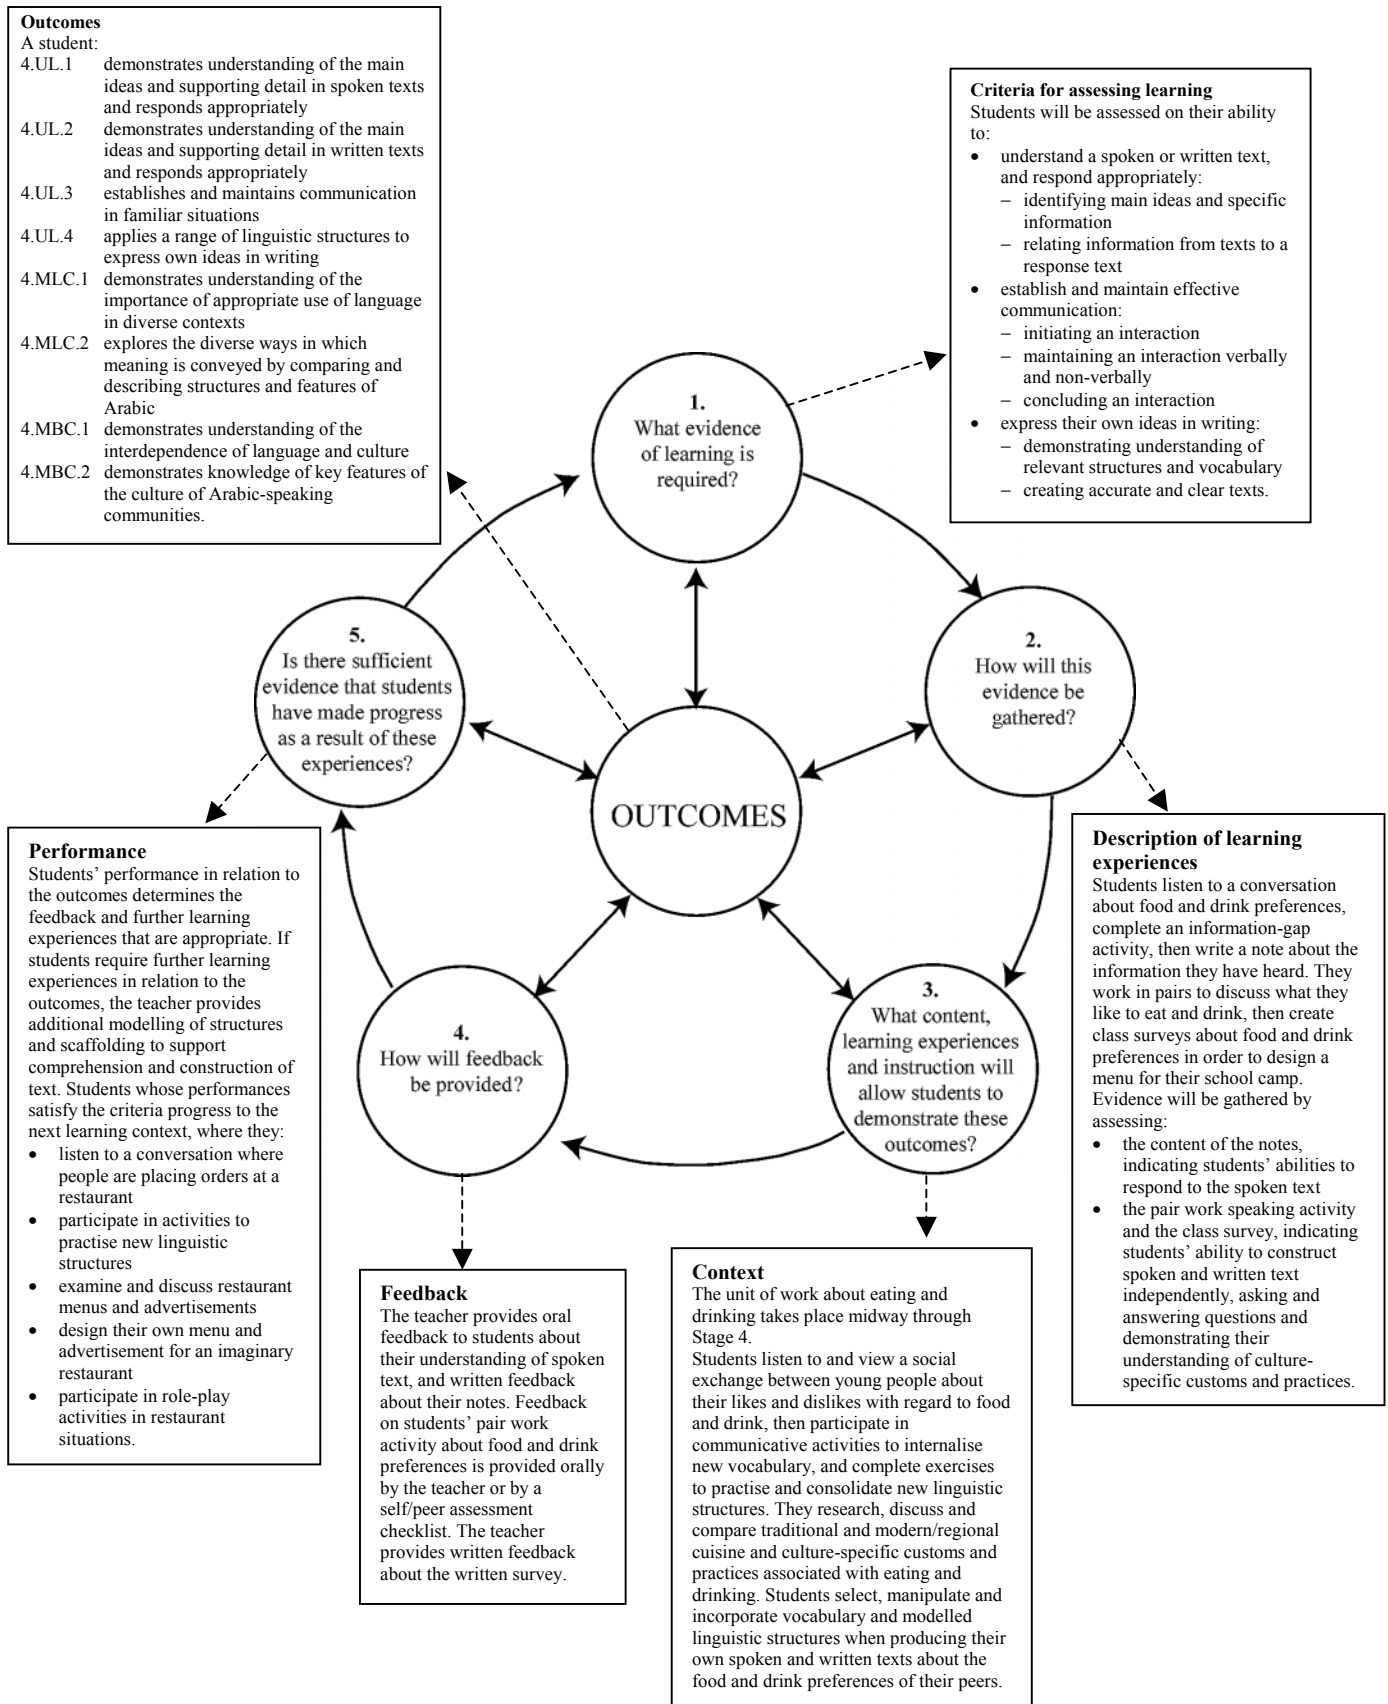 Outcomes
A student:
4.UL.1 demonstrates understanding of the main
ideas and supporting detail in spoken texts
and responds appropriately
4.UL.2 demonstrates understanding of the main
ideas and supporting detail in written texts
and responds appropriately
4.UL.3 establishes and maintains communication
in familiar situations
4.UL.4 applies a range of linguistic structures to
express own ideas in writing
4.MLC.1 demonstrates understanding of the
importance of appropriate use of language
in diverse contexts
4.MLC.2 explores the diverse ways in which
meaning is conveyed by comparing and
describing structures and features of
Arabic
4.MBC.1 demonstrates understanding of the
interdependence of language and culture
4.MBC.2 demonstrates knowledge of key features of
the culture of Arabic-speaking
communities.
Criteria for assessing learning
Students will be assessed on their ability
to:
• understand a spoken or written text,
and respond appropriately:
– identifying main ideas and specific
information
– relating information from texts to a
response text
• establish and maintain effective
communication:
– initiating an interaction
– maintaining an interaction verbally
and non-verbally
– concluding an interaction
• express their own ideas in writing:
– demonstrating understanding of
relevant structures and vocabulary
– creating accurate and clear texts.
1.
What evidence
of learning is
required?
2.
How will this
evidence be
gathered?
5.
Is there sufficient
evidence that students
have made progress
as a result of these
experiences?
OUTCOMES
3.
What content,
learning experiences
and instruction will
allow students to
demonstrate these
outcomes?
4.
How will feedback
be provided?
Performance
Students' performance in relation to
the outcomes determines the
feedback and further learning
experiences that are appropriate. If
students require further learning
experiences in relation to the
outcomes, the teacher provides
additional modelling of structures
and scaffolding to support
comprehension and construction of
text. Students whose performances
satisfy the criteria progress to the
next learning context, where they:
• listen to a conversation where
people are placing orders at a
restaurant
• participate in activities to
practise new linguistic
structures
• examine and discuss restaurant
menus and advertisements
• design their own menu and
advertisement for an imaginary
restaurant
• participate in role-play
activities in restaurant
situations.
Feedback
The teacher provides oral
feedback to students about
their understanding of spoken
text, and written feedback
about their notes. Feedback
on students' pair work
activity about food and drink
preferences is provided orally
by the teacher or by a
self/peer assessment
checklist. The teacher
provides written feedback
about the written survey.
Context
The unit of work about eating and
drinking takes place midway through
Stage 4.
Students listen to and view a social
exchange between young people about
their likes and dislikes with regard to food
and drink, then participate in
communicative activities to internalise
new vocabulary, and complete exercises
to practise and consolidate new linguistic
structures. They research, discuss and
compare traditional and modern/regional
cuisine and culture-specific customs and
practices associated with eating and
drinking. Students select, manipulate and
incorporate vocabulary and modelled
linguistic structures when producing their
own spoken and written texts about the
food and drink preferences of their peers.
Description of learning
experiences
Students listen to a conversation
about food and drink preferences,
complete an information-gap
activity, then write a note about the
information they have heard. They
work in pairs to discuss what they
like to eat and drink, then create
class surveys about food and drink
preferences in order to design a
menu for their school camp.
Evidence will be gathered by
assessing:
• the content of the notes,
indicating students' abilities to
respond to the spoken text
• the pair work speaking activity
and the class survey, indicating
students' ability to construct
spoken and written text
independently, asking and
answering questions and
demonstrating their
understanding of culture-
specific customs and practices.